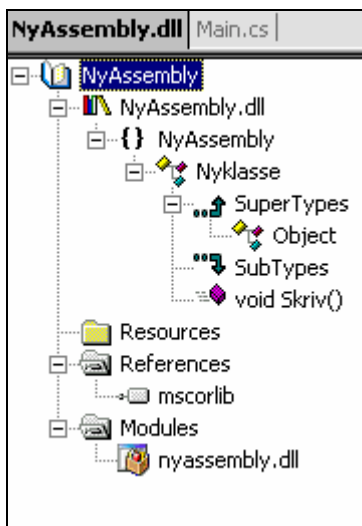 NyAssembly.dll Main.cs
NyAssembly
NyAssembly.dll
{} NyAssembly
Nyklasse
SuperTypes
Object
SubTypes
void Skriv()
Resources
References
mscorlib
Modules
nyassembly.dll